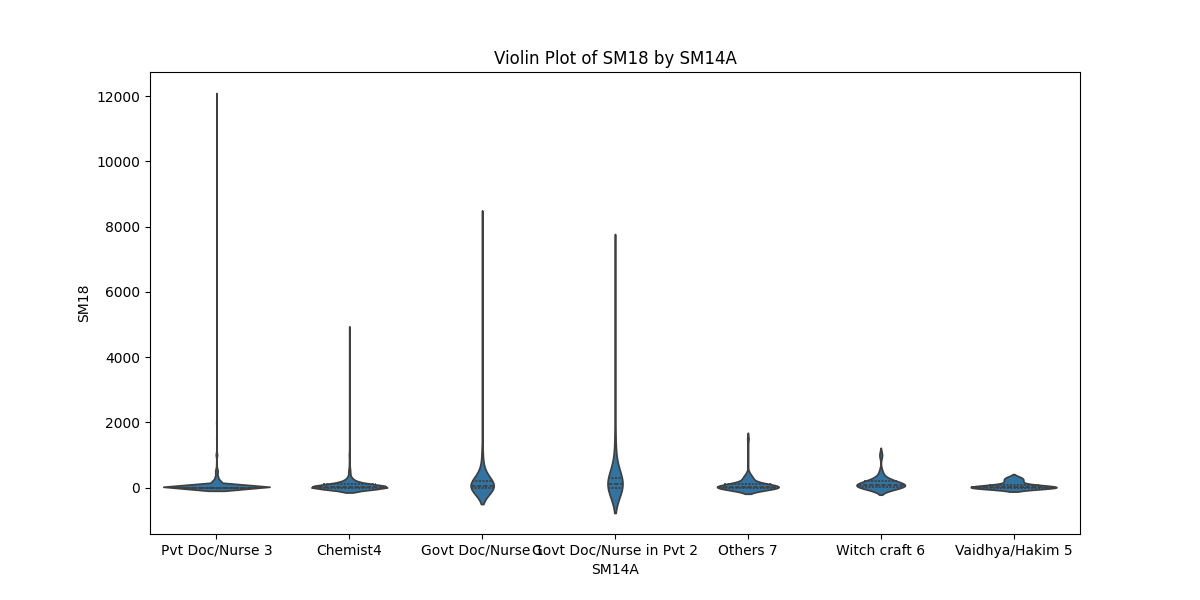 Violin Plot of SM18 by SM14A
12000
10000
8000
6000
4000
2000
0
SM18
Pvt Doc/Nurse 3
Chemist4
Govt Doc/Nurse 1
Govt Doc/Nurse in Pvt 2
Others 7
Witch craft 6
Vaidhya/Hakim 5
SM14A